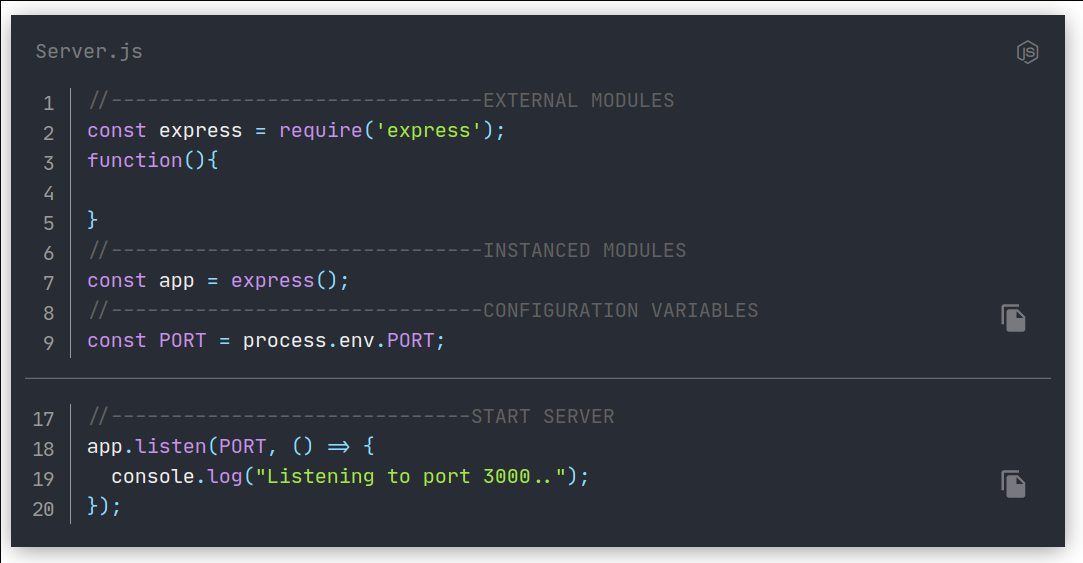 Server.js
JS
1 //-------------------------------EXTERNAL MODULES
2 const express = require('express');
3 function(){
4
5 }
6 //-------------------------------INSTANCED MODULES
7 const app = express();
8 //-------------------------------CONFIGURATION VARIABLES
9 const PORT = process.env.PORT;
17 //------------------------------START SERVER
18 app.listen(PORT, () => {
19   console.log("Listening to port 3000..");
20 });